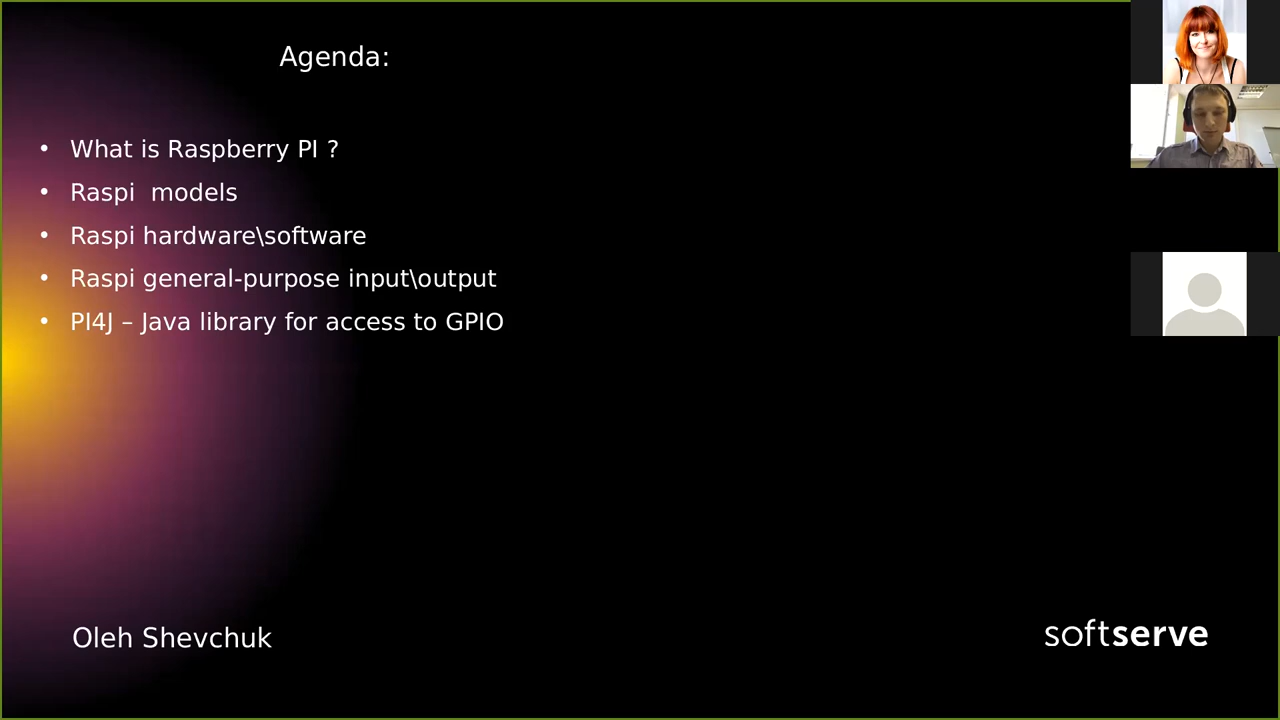 Agenda:
• What is Raspberry PI ?
• Raspi  models
• Raspi hardware\software
• Raspi general-purpose input\output
• PI4J – Java library for access to GPIO
Oleh Shevchuk
softserve